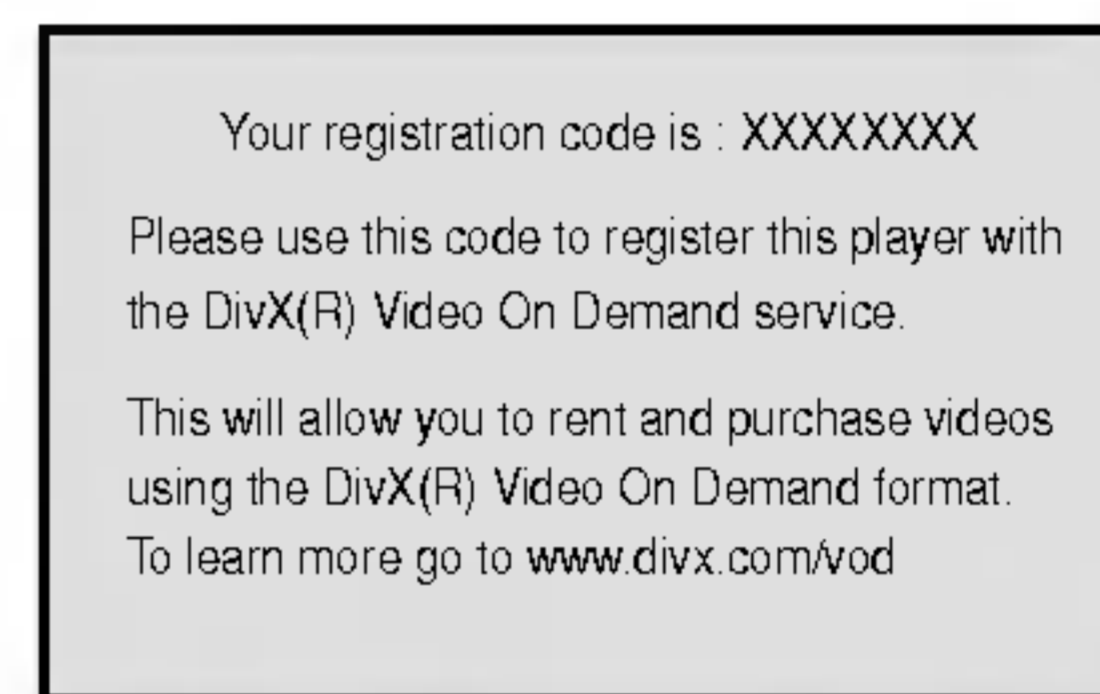 Your registration code is : XXXXXXXX
Please use this code to register this player with
the DivX(R) Video On Demand service.
This will allow you to rent and purchase videos
using the DivX(R) Video On Demand format.
To learn more go to www.divx.com/vod